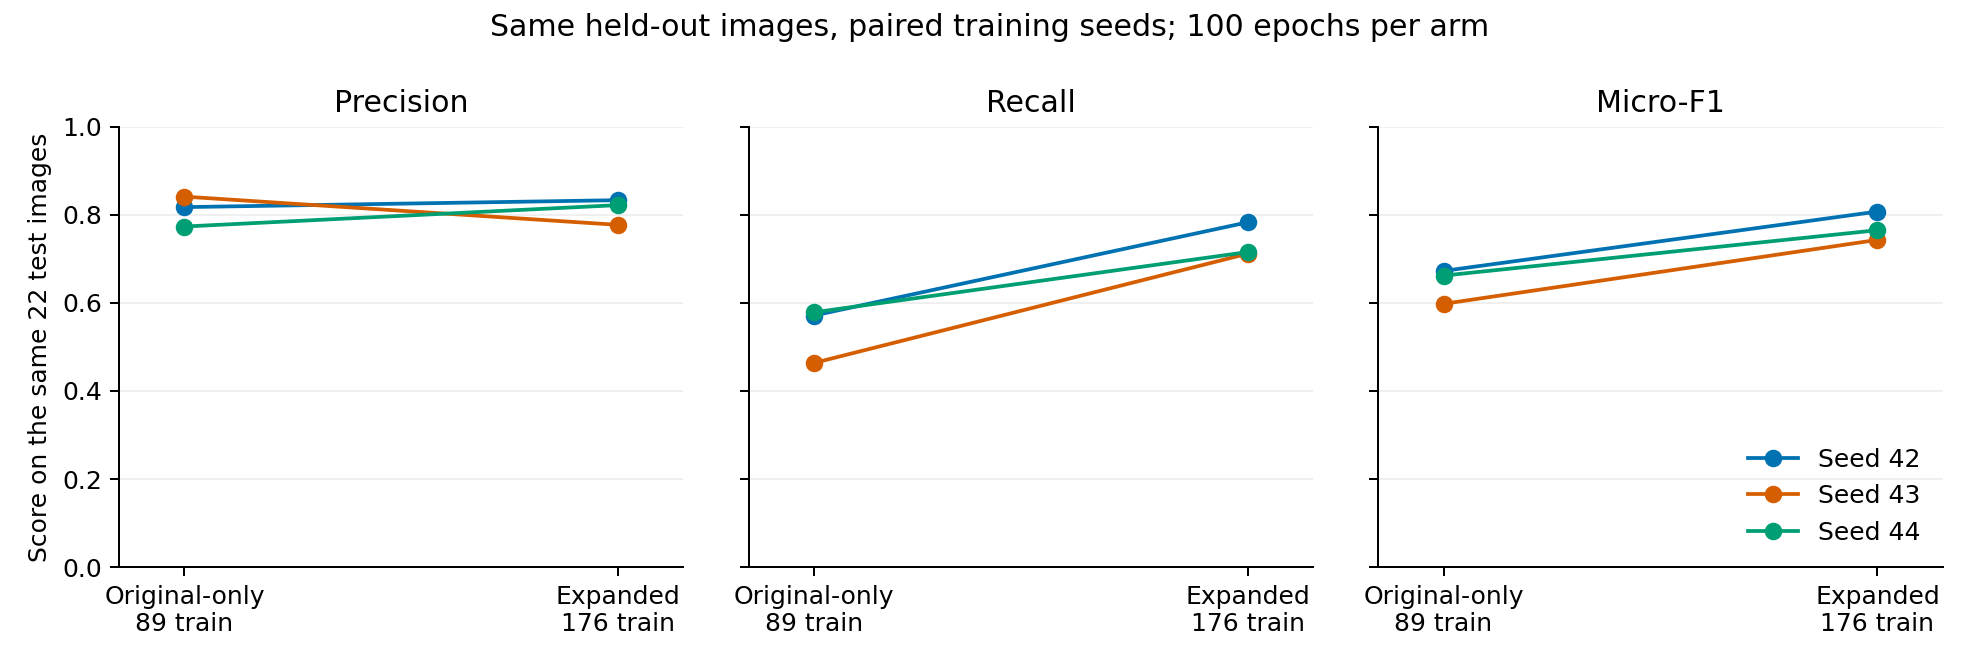 Same held-out images, paired training seeds; 100 epochs per arm
Precision
Recall
Micro-F1
Score on the same 22 test images
1.0
0.8
0.6
0.4
0.2
0.0
Original-only
89 train
Expanded
176 train
Original-only
89 train
Expanded
176 train
Original-only
89 train
Expanded
176 train
Seed 42
Seed 43
Seed 44